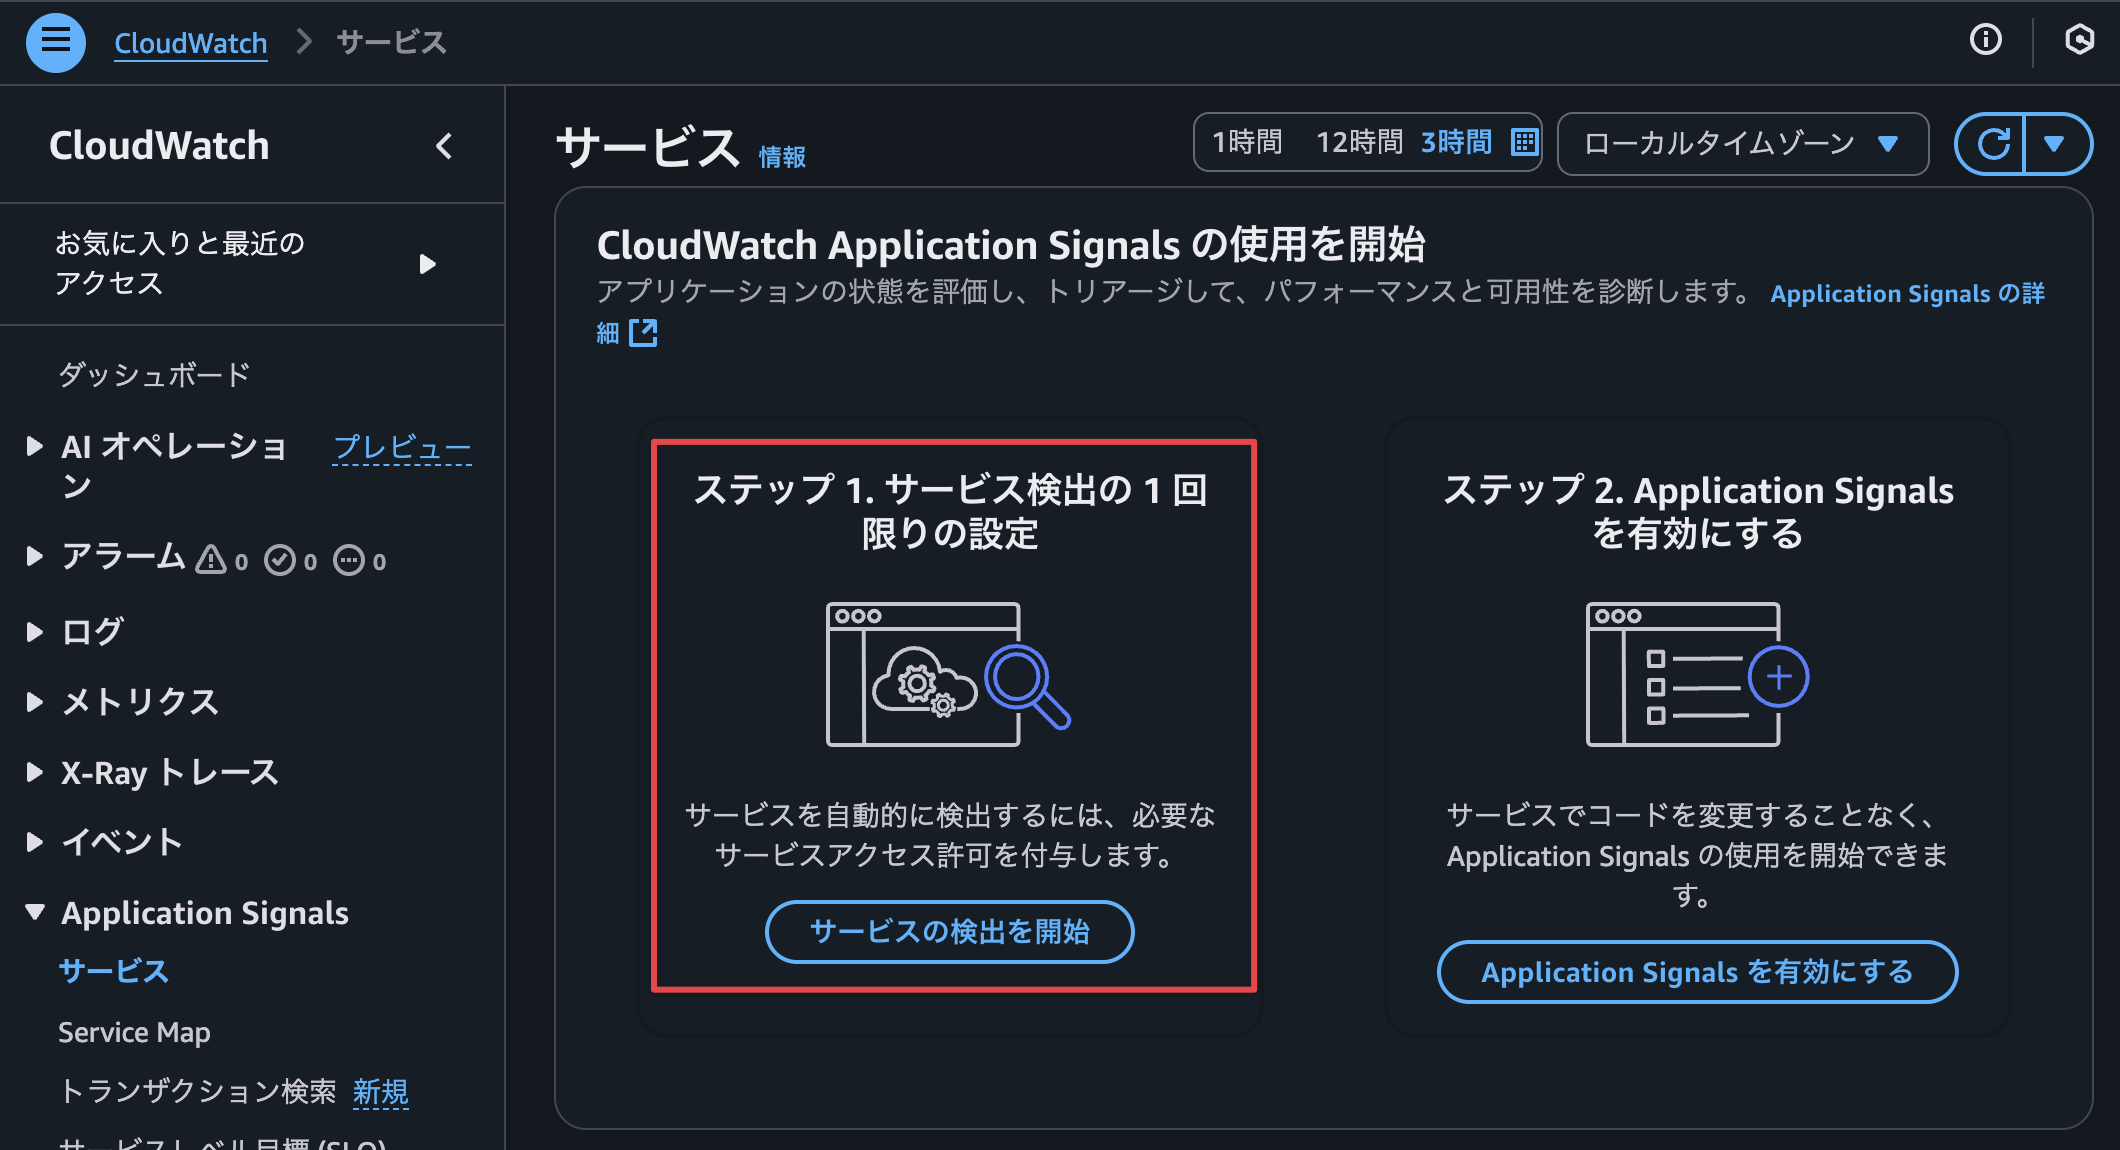 CloudWatch > サービス
CloudWatch
お気に入りと最近の
アクセス
ダッシュボード
AI オペレーショ
ン
プレビュー
アラーム 0 0 0
ログ
メトリクス
X-Ray トレース
イベント
Application Signals
サービス
Service Map
トランザクション検索 新規
サービスレベル目標 (SLO)
サービス 情報
1時間 12時間 3時間 ローカルタイムゾーン
CloudWatch Application Signals の使用を開始
アプリケーションの状態を評価し、トリアージして、パフォーマンスと可用性を診断します。 Application Signals の詳
細
ステップ 1. サービス検出の 1 回
限りの設定
サービスを自動的に検出するには、必要な
サービスアクセス許可を付与します。
サービスの検出を開始
ステップ 2. Application Signals
を有効にする
サービスでコードを変更することなく、
Application Signals の使用を開始できま
す。
Application Signals を有効にする